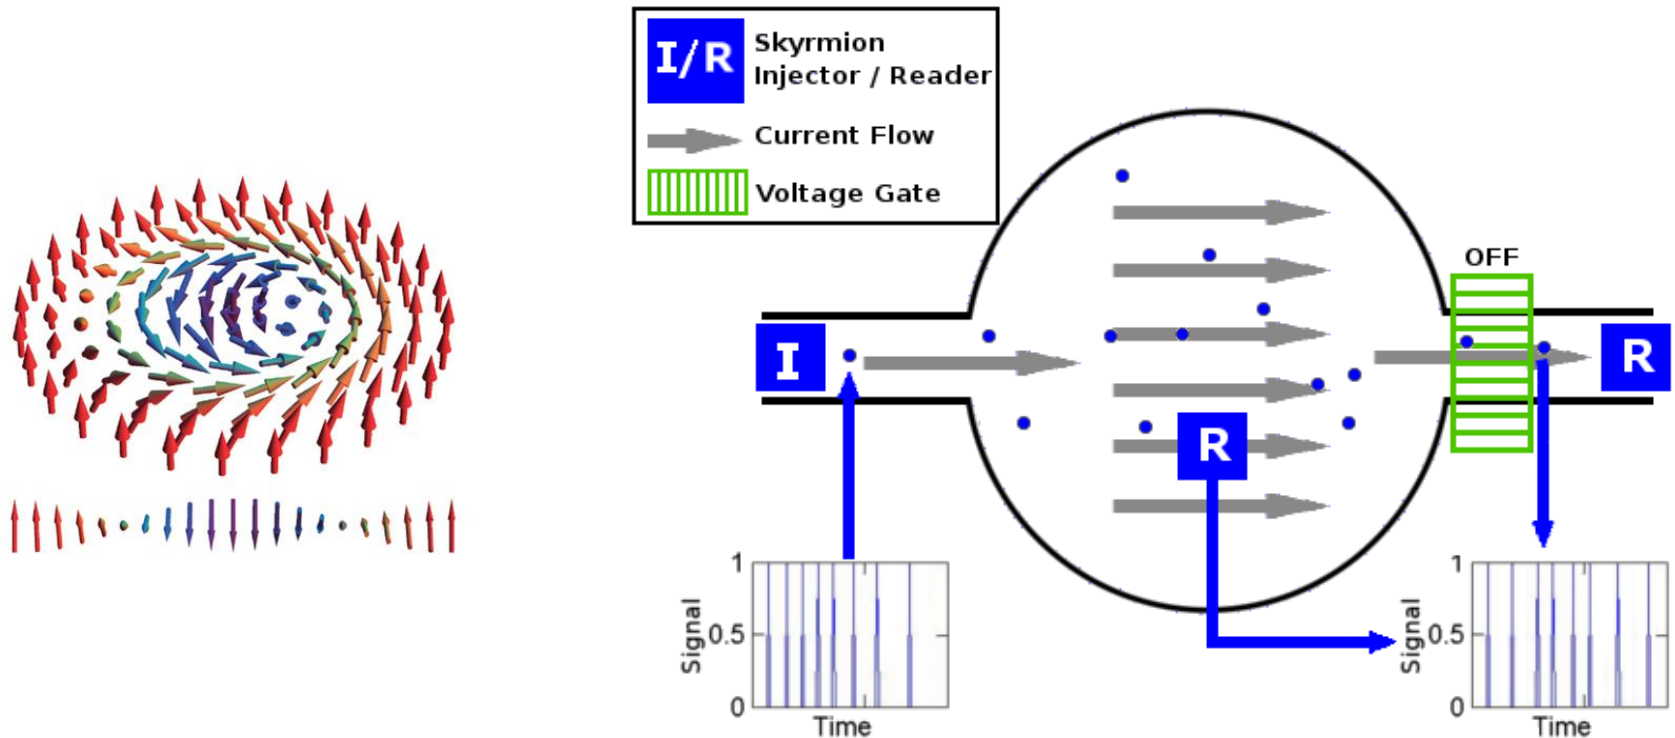 I/R
Skyrmion
Injector / Reader
Current Flow
Voltage Gate
OFF
I
R
R
1
0.5
0
Signal
Time
1
0.5
0
Signal
Time